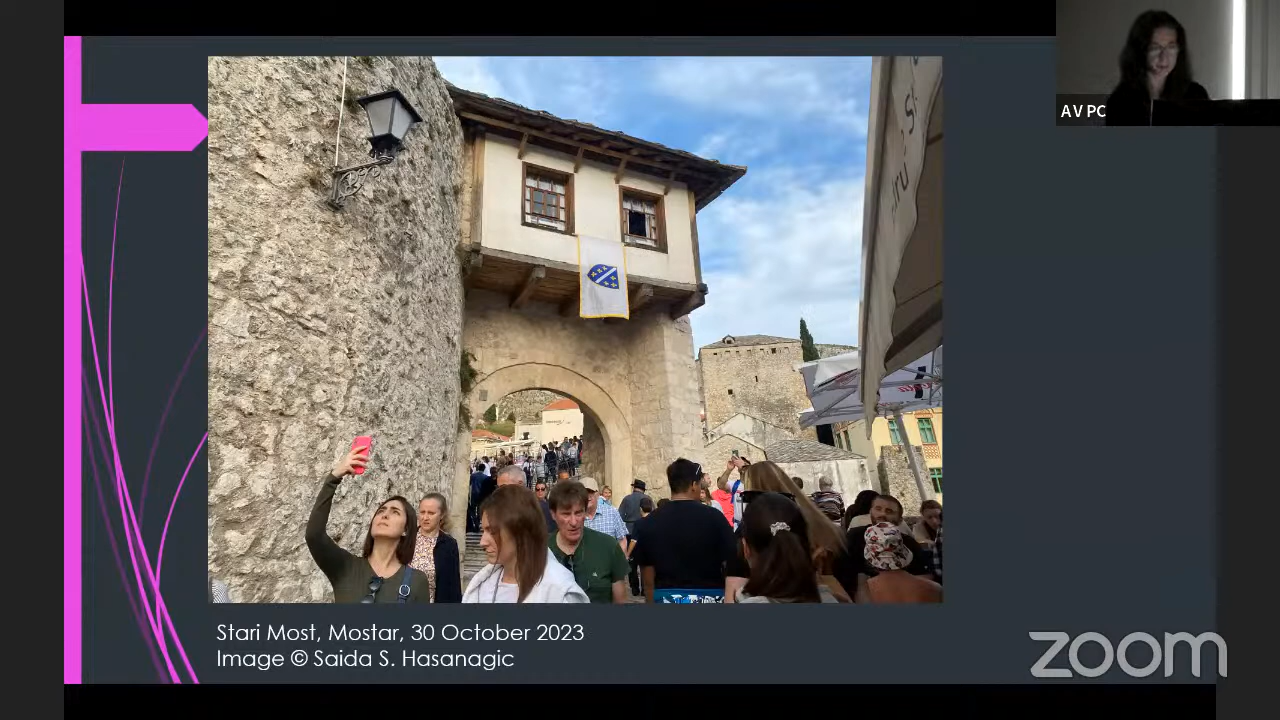 AV PC
Stari Most, Mostar, 30 October 2023
Image © Saida S. Hasanagic
zoom